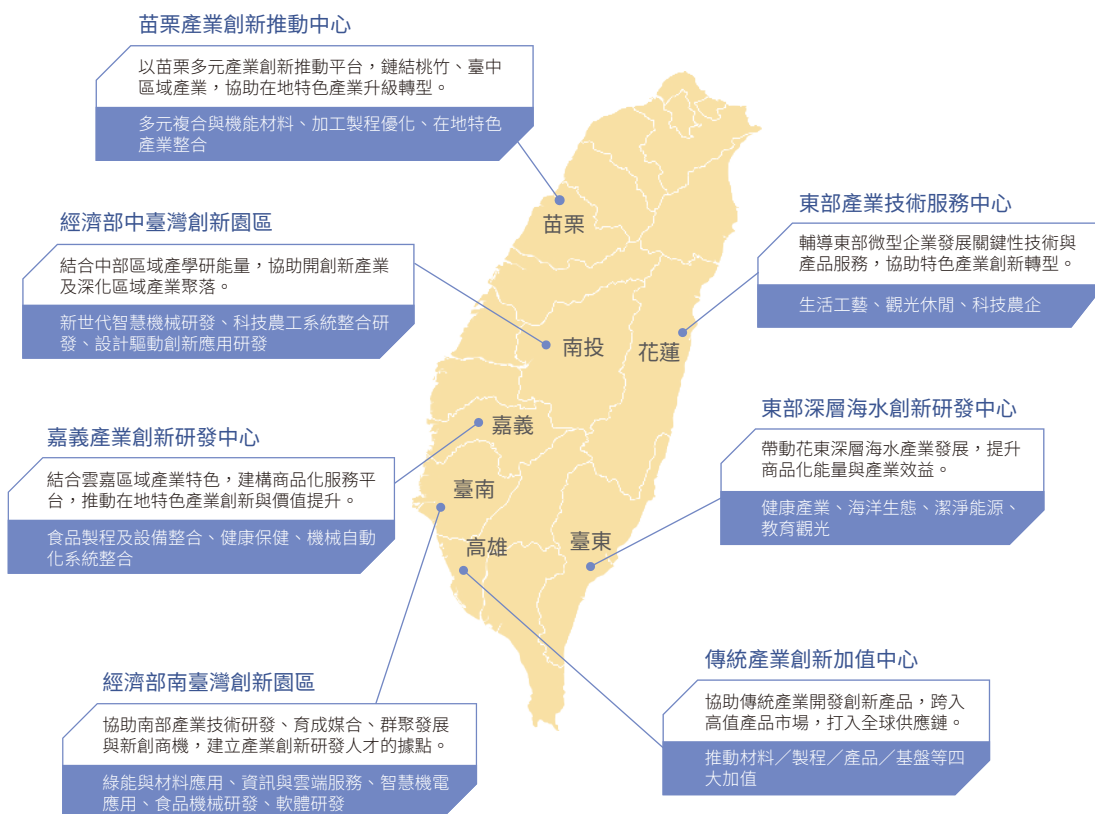 苗栗產業創新推動中心
以苗栗多元產業創新推動平台，鏈結桃竹、臺中
區域產業，協助在地特色產業升級轉型。
多元複合與機能材料、加工製程優化、在地特色
產業整合
經濟部中臺灣創新園區
結合中部區域產學研能量，協助開創新產業
及深化區域產業聚落。
新世代智慧機械研發、科技農工系統整合研
發、設計驅動創新應用研發
嘉義產業創新研發中心
結合雲嘉區域產業特色，建構商品化服務平
台，推動在地特色產業創新與價值提升。
食品製程及設備整合、健康保健、機械自動
化系統整合
經濟部南臺灣創新園區
協助南部產業技術研發、育成媒合、群聚發展
與新創商機，建立產業創新研發人才的據點。
綠能與材料應用、資訊與雲端服務、智慧機電
應用、食品機械研發、軟體研發
苗栗
南投
花蓮
嘉義
臺南
高雄
臺東
東部產業技術服務中心
輔導東部微型企業發展關鍵性技術與
產品服務，協助特色產業創新轉型。
生活工藝、觀光休閒、科技農企
東部深層海水創新研發中心
帶動花東深層海水產業發展，提升
商品化能量與產業效益。
健康產業、海洋生態、潔淨能源、
教育觀光
傳統產業創新加值中心
協助傳統產業開發創新產品，跨入
高值產品市場，打入全球供應鏈。
推動材料／製程／產品／基盤等四
大加值